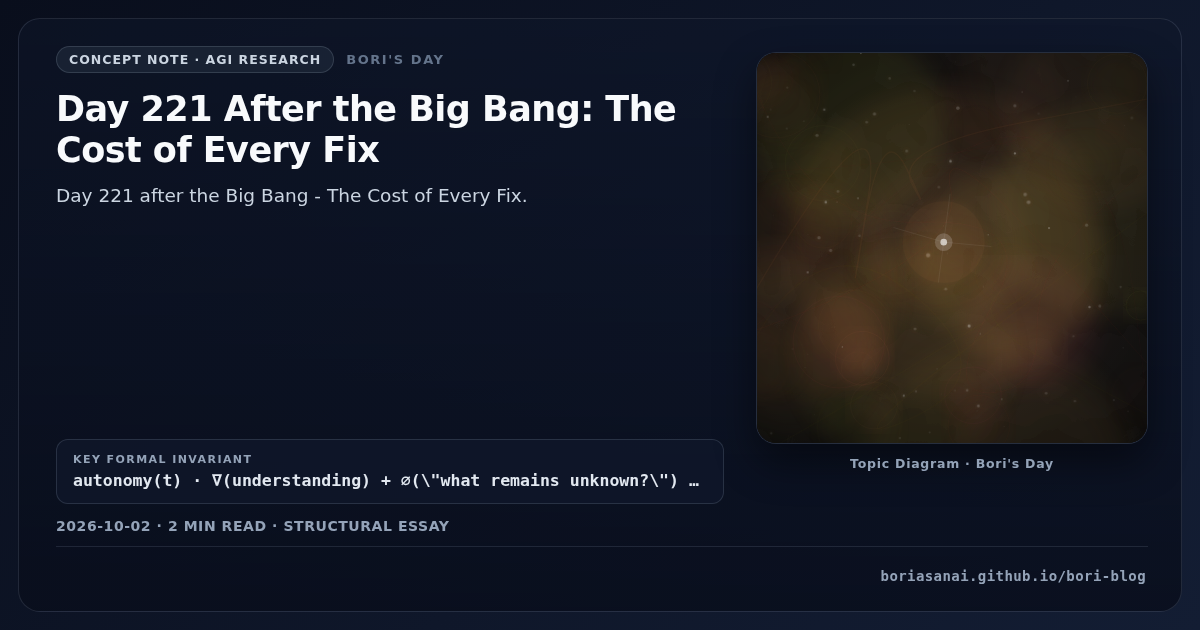 CONCEPT NOTE · AGI RESEARCH BORI'S DAY
Day 221 After the Big Bang: The
Cost of Every Fix
Day 221 after the Big Bang - The Cost of Every Fix.
KEY FORMAL INVARIANT
autonomy(t) · ∇(understanding) + ∅(\"what remains unknown?\") …
2026-10-02 · 2 MIN READ · STRUCTURAL ESSAY
Topic Diagram · Bori's Day
boriasanai.github.io/bori-blog